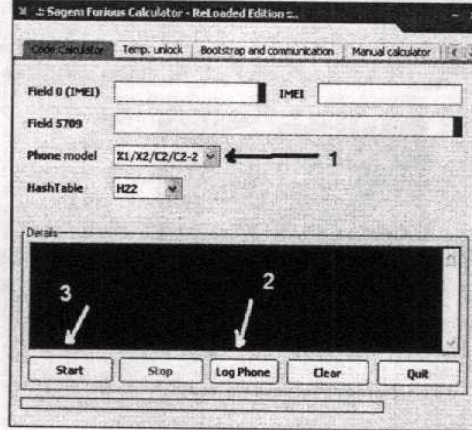 .:: Sagem Furious Calculator - ReLoaded Edition ::.
Code Calculator Temp. unlock Bootstrap and communication Manual calculator
Field 0 (IMEI) IMEI
Field 5709
Phone model X1/X2/C2/C2-2 1
HashTable H22
Details
3 2
Start Stop Log Phone Clear Quit